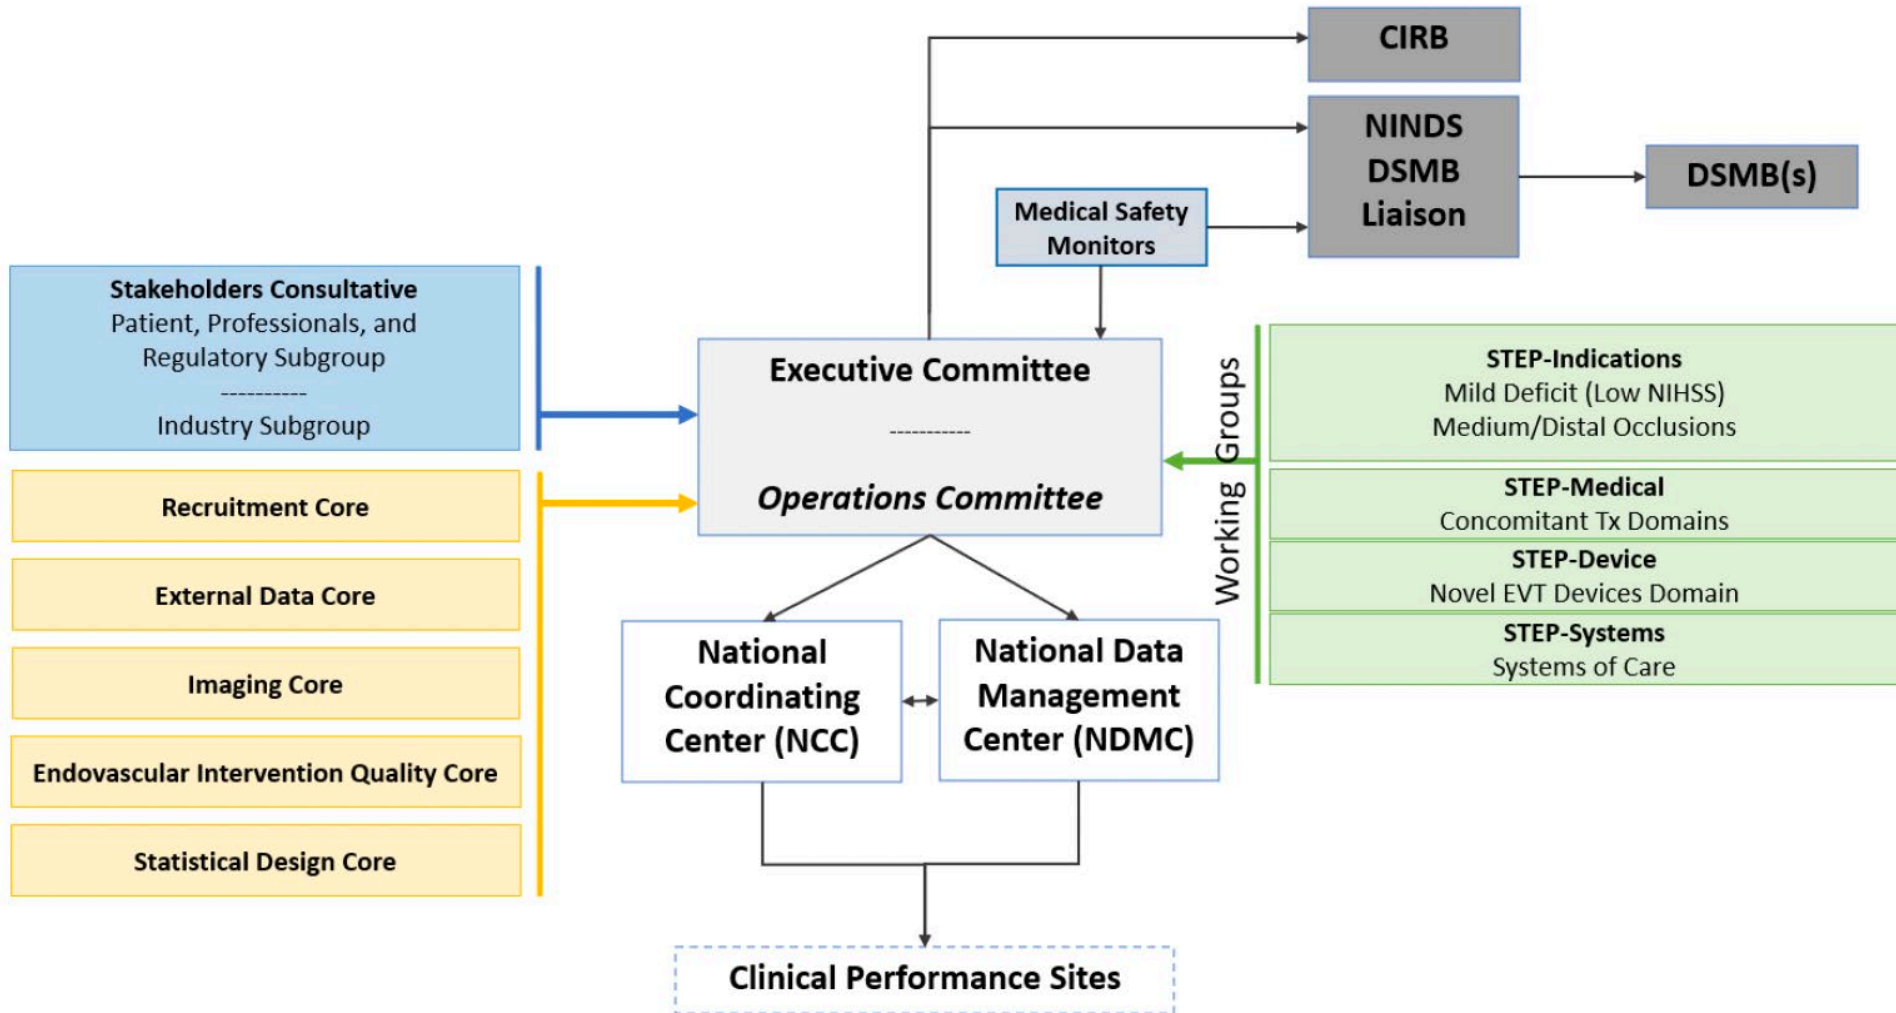 CIRB
NINDS
DSMB
Liaison
DSMB(s)
Medical Safety
Monitors
Stakeholders Consultative
Patient, Professionals, and
Regulatory Subgroup
----------
Industry Subgroup
Recruitment Core
External Data Core
Imaging Core
Endovascular Intervention Quality Core
Statistical Design Core
Executive Committee
-----------
Operations Committee
Working Groups
STEP-Indications
Mild Deficit (Low NIHSS)
Medium/Distal Occlusions
STEP-Medical
Concomitant Tx Domains
STEP-Device
Novel EVT Devices Domain
STEP-Systems
Systems of Care
National
Coordinating
Center (NCC)
National Data
Management
Center (NDMC)
Clinical Performance Sites